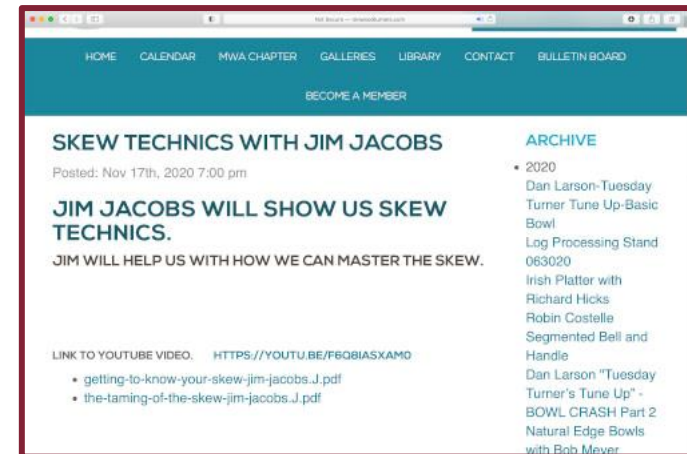 HOME CALENDAR MWA CHAPTER GALLERIES LIBRARY CONTACT BULLETIN BOARD
BECOME A MEMBER
SKEW TECHNICS WITH JIM JACOBS
Posted: Nov 17th, 2020 7:00 pm
JIM JACOBS WILL SHOW US SKEW
TECHNICS.
JIM WILL HELP US WITH HOW WE CAN MASTER THE SKEW.
LINK TO YOUTUBE VIDEO. HTTPS://YOUTU.BE/F6Q8IASXAM0
getting-to-know-your-skew-jim-jacobs.J.pdf
the-taming-of-the-skew-jim-jacobs.J.pdf
ARCHIVE
2020
Dan Larson-Tuesday
Turner Tune Up-Basic
Bowl
Log Processing Stand
063020
Irish Platter with
Richard Hicks
Robin Costelle
Segmented Bell and
Handle
Dan Larson "Tuesday
Turner's Tune Up" -
BOWL CRASH Part 2
Natural Edge Bowls
with Bob Meyer